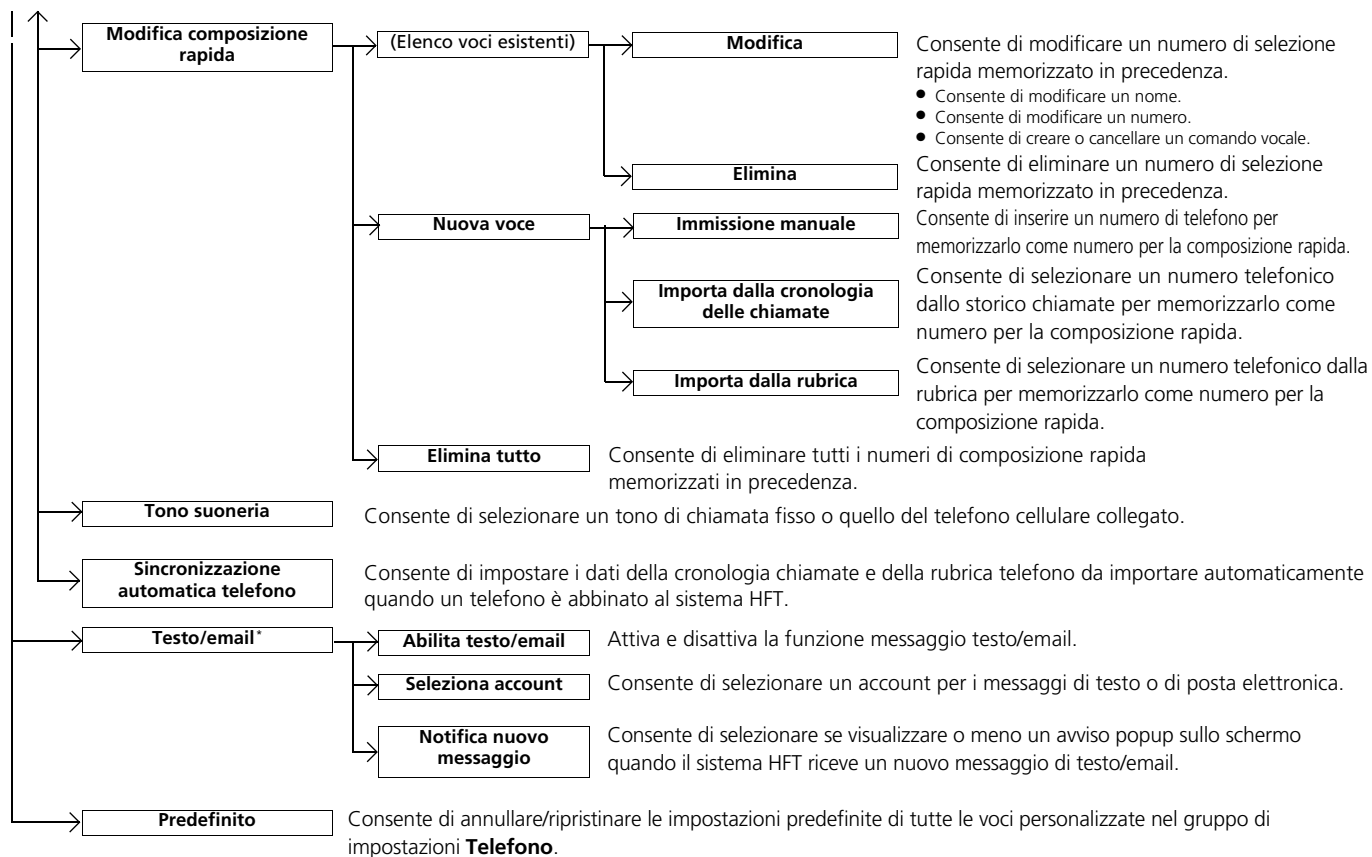 Modifica composizione
rapida
(Elenco voci esistenti)
Modifica
Consente di modificare un numero di selezione
rapida memorizzato in precedenza.
• Consente di modificare un nome.
• Consente di modificare un numero.
• Consente di creare o cancellare un comando vocale.
Elimina
Consente di eliminare un numero di selezione
rapida memorizzato in precedenza.
Nuova voce
Immissione manuale
Consente di inserire un numero di telefono per
memorizzarlo come numero per la composizione rapida.
Importa dalla cronologia
delle chiamate
Consente di selezionare un numero telefonico
dallo storico chiamate per memorizzarlo come
numero per la composizione rapida.
Importa dalla rubrica
Consente di selezionare un numero telefonico dalla
rubrica per memorizzarlo come numero per la
composizione rapida.
Elimina tutto
Consente di eliminare tutti i numeri di composizione rapida
memorizzati in precedenza.
Tono suoneria
Consente di selezionare un tono di chiamata fisso o quello del telefono cellulare collegato.
Sincronizzazione
automatica telefono
Consente di impostare i dati della cronologia chiamate e della rubrica telefono da importare automaticamente
quando un telefono è abbinato al sistema HFT.
Testo/email*
Abilita testo/email
Attiva e disattiva la funzione messaggio testo/email.
Seleziona account
Consente di selezionare un account per i messaggi di testo o di posta elettronica.
Notifica nuovo
messaggio
Consente di selezionare se visualizzare o meno un avviso popup sullo schermo
quando il sistema HFT riceve un nuovo messaggio di testo/email.
Predefinito
Consente di annullare/ripristinare le impostazioni predefinite di tutte le voci personalizzate nel gruppo di
impostazioni Telefono.